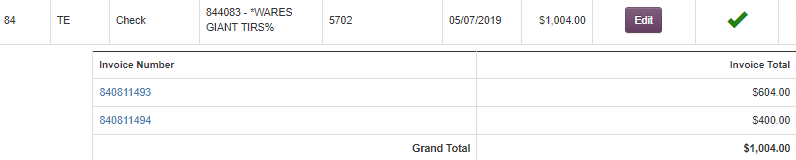 84 TE Check 844083 - *WARES GIANT TIRS% 5702 05/07/2019 $1,004.00 Edit
Invoice Number Invoice Total
840811493 $604.00
840811494 $400.00
Grand Total $1,004.00